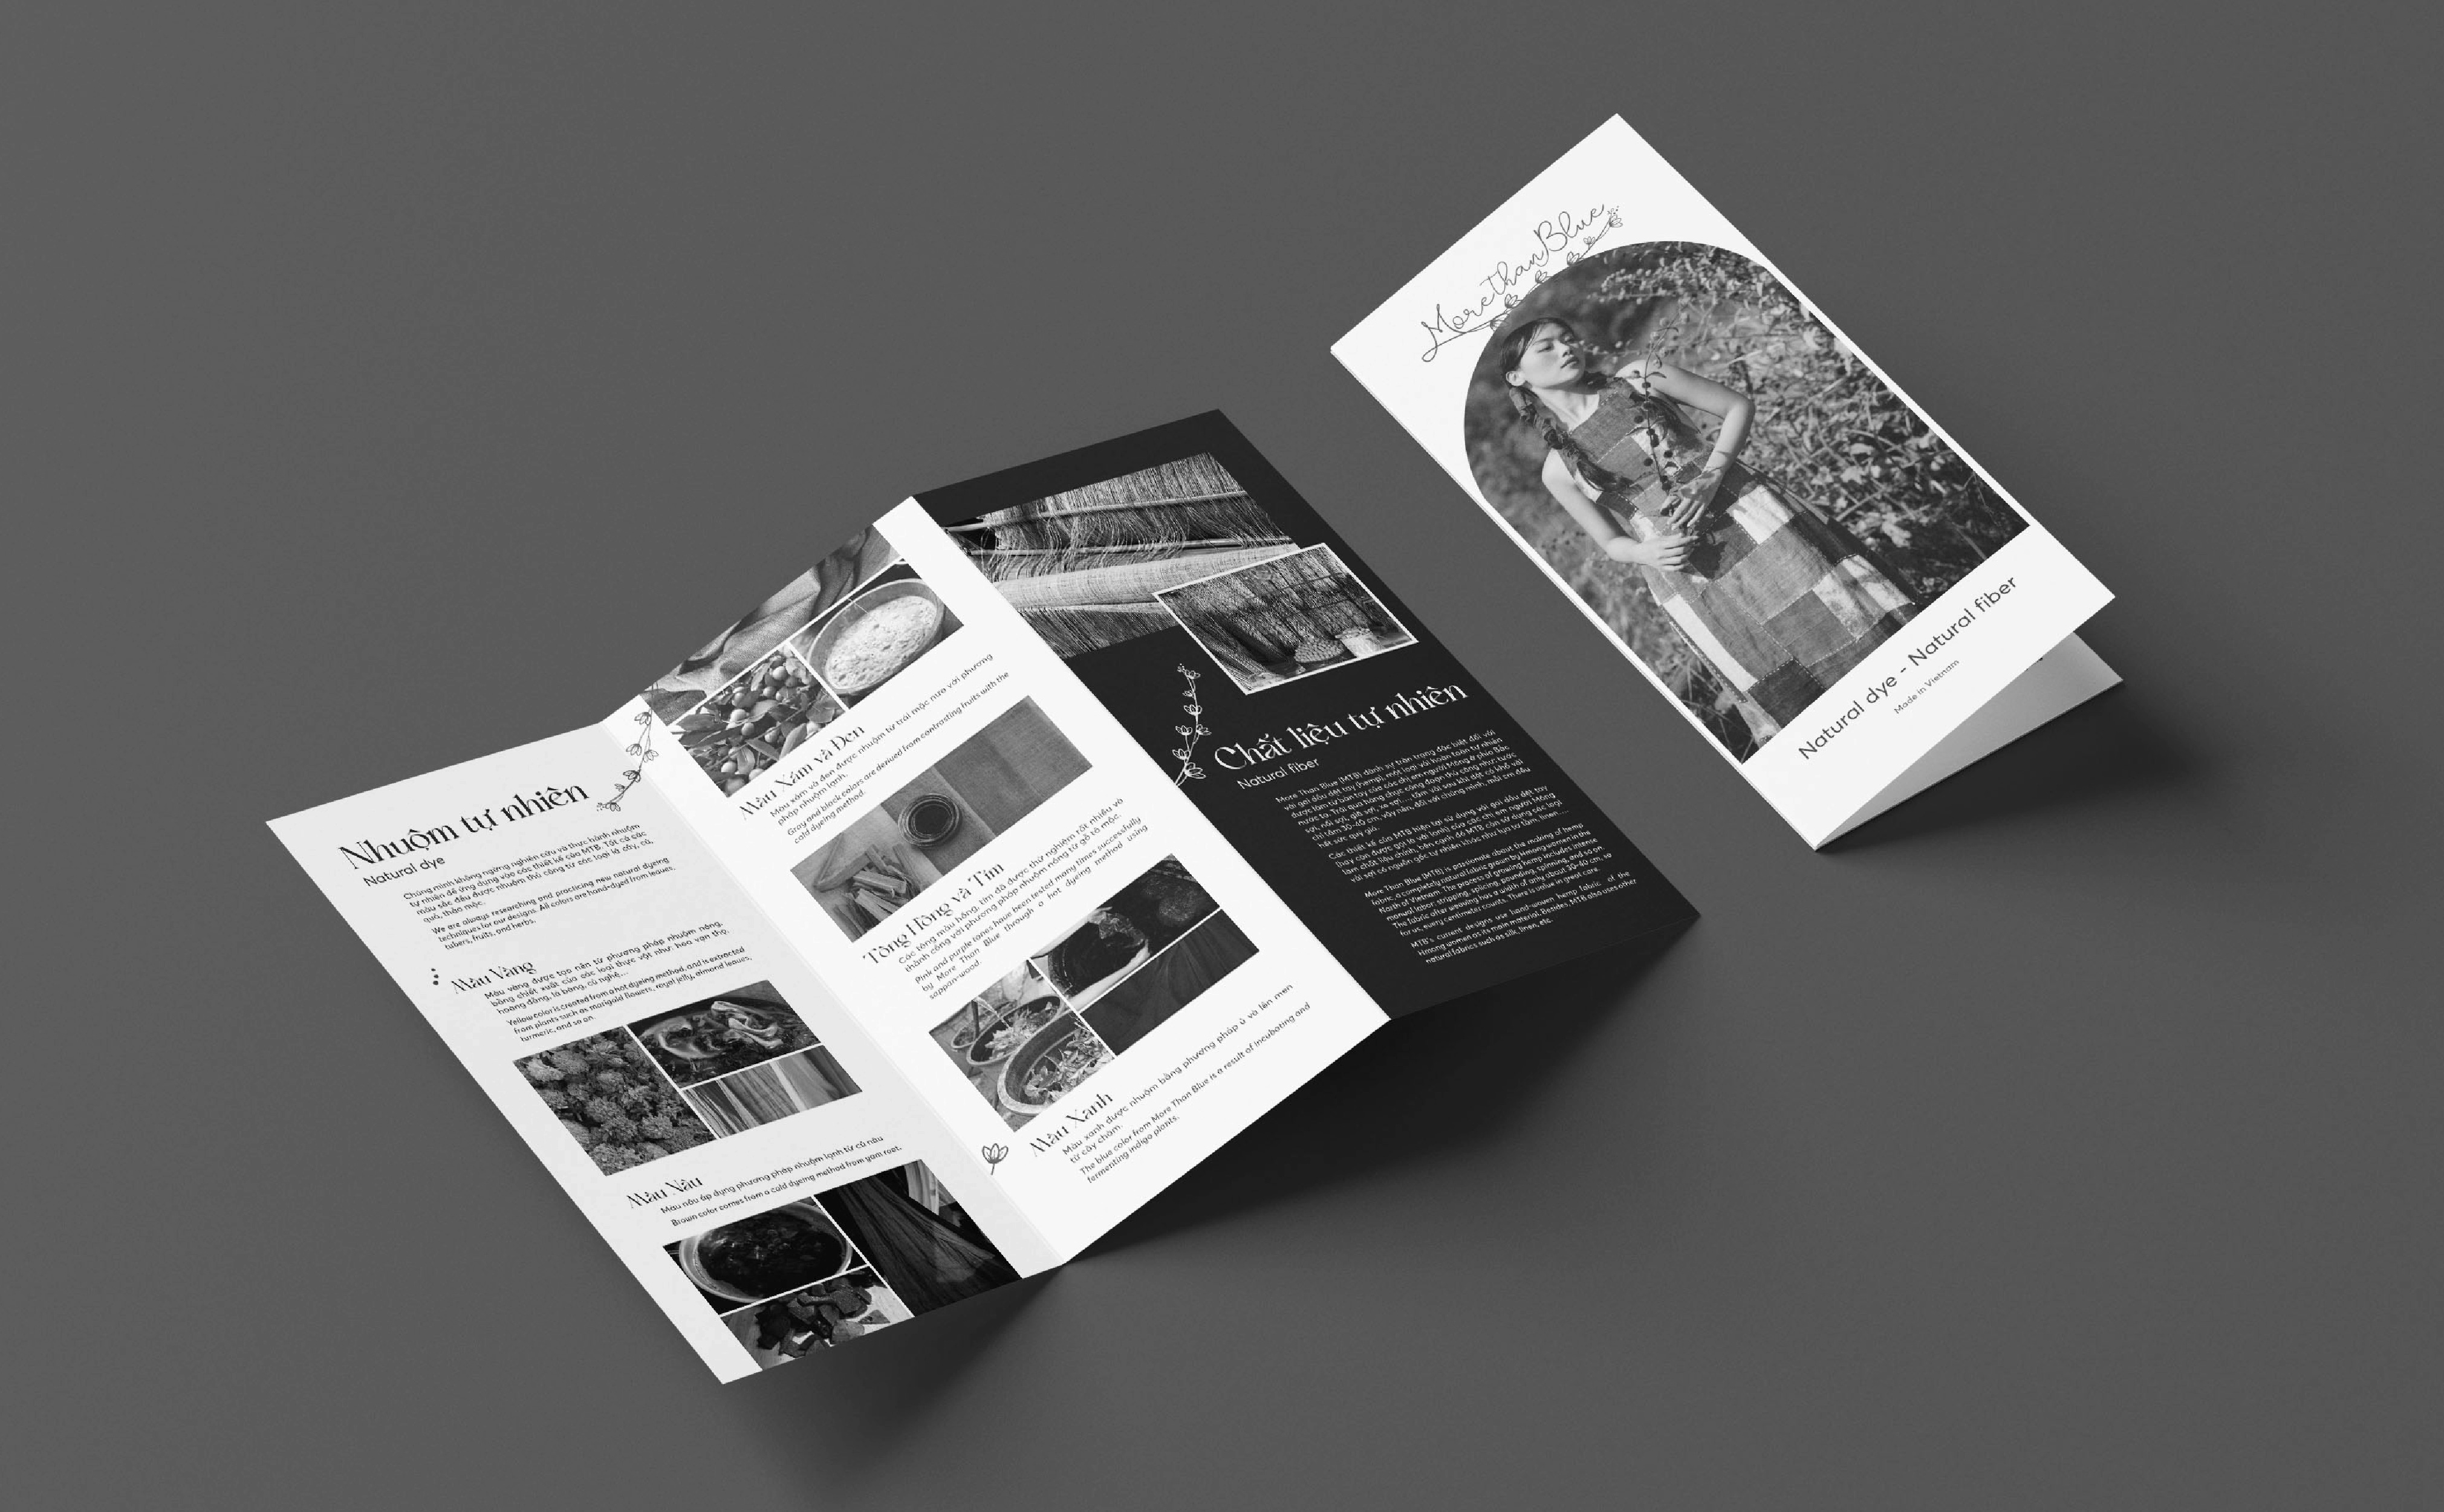 Nhuộm tự nhiên
Natural dye
Chúng mình không ngừng nghiên cứu và thực hành nhuộm
tự nhiên để ứng dụng vào các thiết kế của MTB. Tất cả các
màu sắc đều được nhuộm thủ công từ các loại lá cây, củ,
quả, thảo mộc.
We are always researching and practicing new natural dyeing
techniques for our designs. All colors are hand-dyed from leaves,
tubers, fruits, and herbs.
Màu Vàng
Màu vàng được tạo nên từ phương pháp nhuộm nóng,
bằng chiết xuất của các loại thực vật như: hoa vạn thọ,
hoàng đằng, lá bàng, củ nghệ...
Yellow color is created from a hot dyeing method, and is extracted
from plants such as marigold flowers, royal jelly, almond leaves,
turmeric, and so on.
Màu Nâu
Màu nâu áp dụng phương pháp nhuộm lạnh từ củ nâu
Brown color comes from a cold dyeing method from yam root.
Màu Xám và Đen
Màu xám và đen được nhuộm từ trái mặc nưa với phương
pháp nhuộm lạnh.
Gray and black colors are derived from contrasting fruits with the
cold dyeing method.
Tông Hồng và Tím
Các tông màu hồng, tím đã được thử nghiệm rất nhiều và
thành công với phương pháp nhuộm nóng từ gỗ tô mộc.
Pink and purple tones have been tested many times successfully
by More Than Blue through a hot dyeing method using
sappan-wood.
Màu Xanh
Màu xanh được nhuộm bằng phương pháp ủ và lên men
từ cây chàm.
The blue color from More Than Blue is a result of incubating and
fermenting indigo plants.
Chất liệu tự nhiên
Natural fiber
More Than Blue (MTB) dành sự trân trọng đặc biệt đối với
vải gai dầu dệt tay (hemp), một loại vải hoàn toàn tự nhiên
được làm từ bàn tay của các chị em người Mông ở phía Bắc
nước ta. Trải qua hàng chục công đoạn thủ công như: tước
sợi, nối sợi, giã sợi, xe sợi..., tấm vải sau khi dệt có khổ vải
chỉ tầm 30-40 cm, vậy nên, đối với chúng mình, mỗi cm đều
hết sức quý giá.
Các thiết kế của MTB hiện tại sử dụng vải gai dầu dệt tay
(hay còn được gọi là vải lanh) của các chị em người Mông
làm chất liệu chính, bên cạnh đó MTB còn sử dụng các loại
vải sợi có nguồn gốc tự nhiên khác như lụa tơ tằm, linen,...
More Than Blue (MTB) is passionate about the making of hemp
fabric, a completely natural fabric grown by Hmong women in the
North of Vietnam. The process of growing hemp includes intense
manual labor: stripping, splicing, pounding, spinning, and so on.
The fabric after weaving has a width of only about 30-40 cm, so
for us, every centimeter counts. There is value in great care.
MTB's current designs use hand-woven hemp fabric of the
Hmong women as its main material. Besides, MTB also uses other
natural fabrics such as silk, linen, etc.
More than Blue
Natural dye - Natural fiber
Made in Vietnam